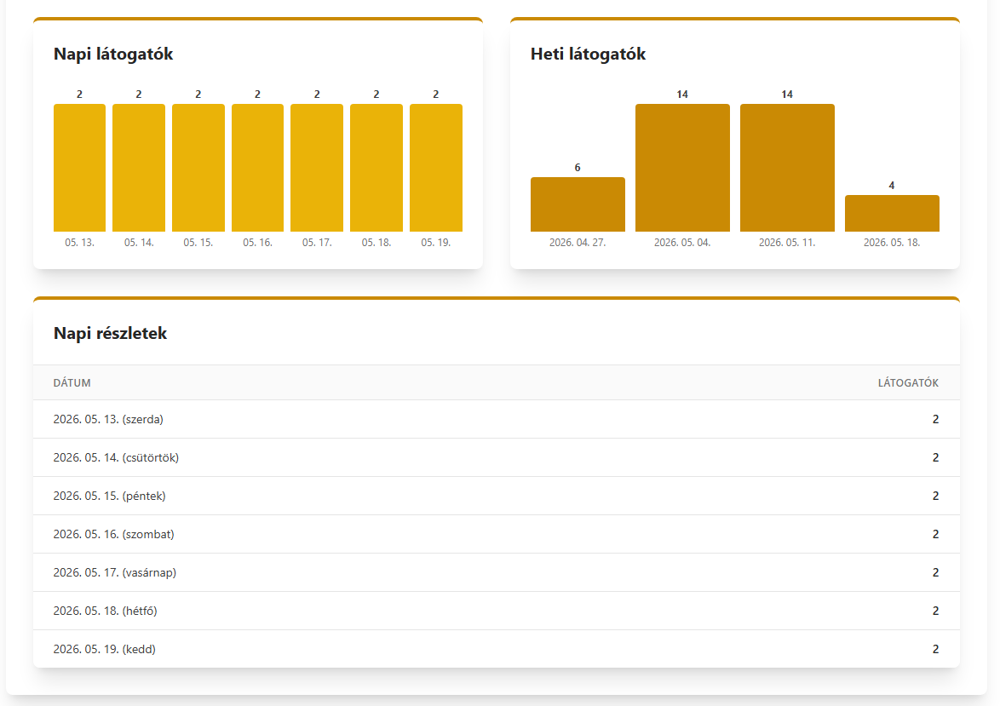 Napi látogatók
2 2 2 2 2 2 2
05. 13. 05. 14. 05. 15. 05. 16. 05. 17. 05. 18. 05. 19.
Heti látogatók
6 14 14 4
2026. 04. 27. 2026. 05. 04. 2026. 05. 11. 2026. 05. 18.
Napi részletek
DÁTUM LÁTOGATÓK
2026. 05. 13. (szerda) 2
2026. 05. 14. (csütörtök) 2
2026. 05. 15. (péntek) 2
2026. 05. 16. (szombat) 2
2026. 05. 17. (vasárnap) 2
2026. 05. 18. (hétfő) 2
2026. 05. 19. (kedd) 2